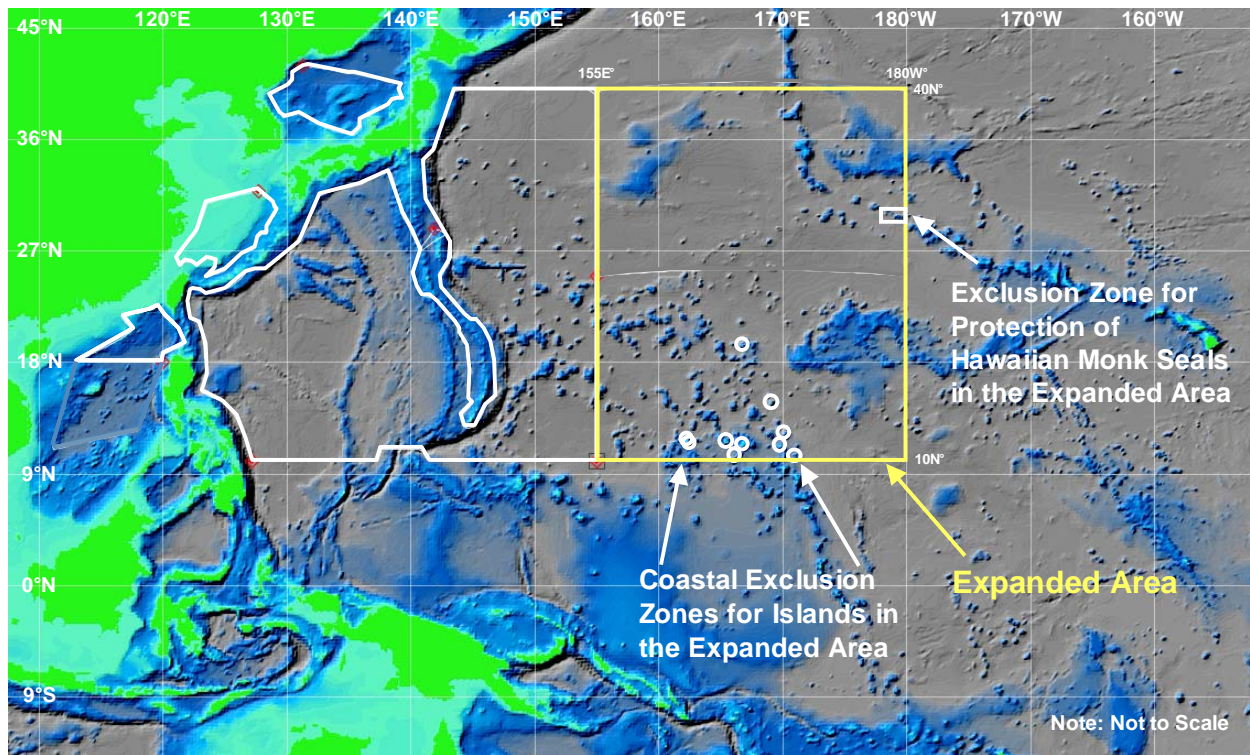 120°E 130°E 140°E 150°E 160°E 170°E 180° 170°W 160°W
45°N
155E° 180W°
40N°
36°N
27°N
Exclusion Zone for
Protection of
Hawaiian Monk Seals
in the Expanded Area
18°N
9°N
10N°
0°N
Coastal Exclusion
Zones for Islands in
the Expanded Area
Expanded Area
9°S
Note: Not to Scale